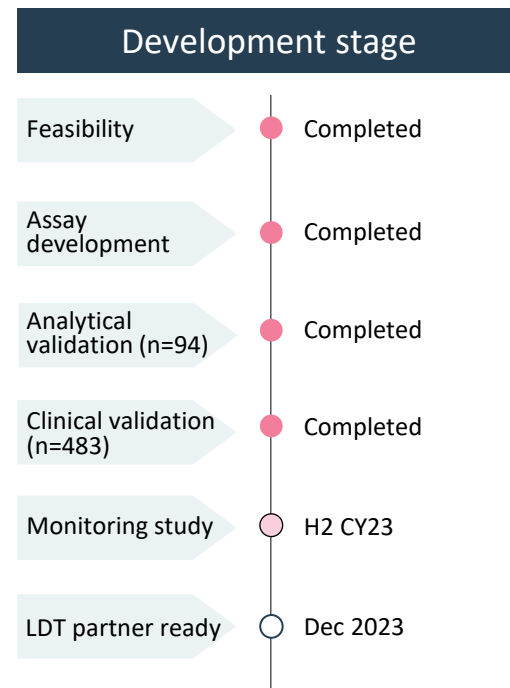 Development stage
Feasibility
Completed
Assay
development
Completed
Analytical
validation (n=94)
Completed
Clinical validation
(n=483)
Completed
Monitoring study
H2 CY23
LDT partner ready
Dec 2023